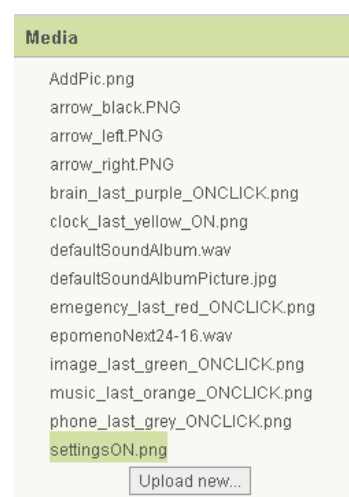 Media
AddPic.png
arrow_black.PNG
arrow_left.PNG
arrow_right.PNG
brain_last_purple_ONCLICK.png
clock_last_yellow_ON.png
defaultSoundAlbum.wav
defaultSoundAlbumPicture.jpg
emegency_last_red_ONCLICK.png
epomenoNext24-16.wav
image_last_green_ONCLICK.png
music_last_orange_ONCLICK.png
phone_last_grey_ONCLICK.png
settingsON.png
Upload new...